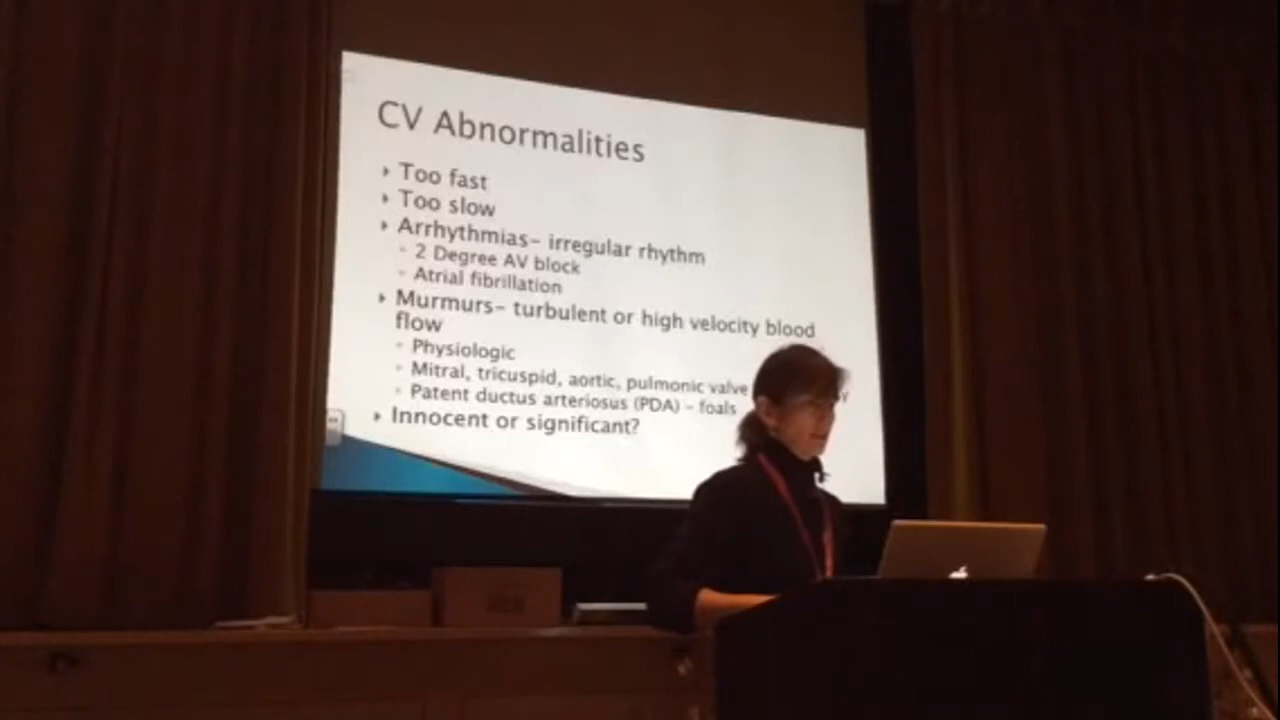 CV Abnormalities
Too fast
Too slow
Arrhythmias- irregular rhythm
2 Degree AV block
Atrial fibrillation
Murmurs- turbulent or high velocity blood
flow
Physiologic
Mitral, tricuspid, aortic, pulmonic valve
Patent ductus arteriosus (PDA) - foals
Innocent or significant?